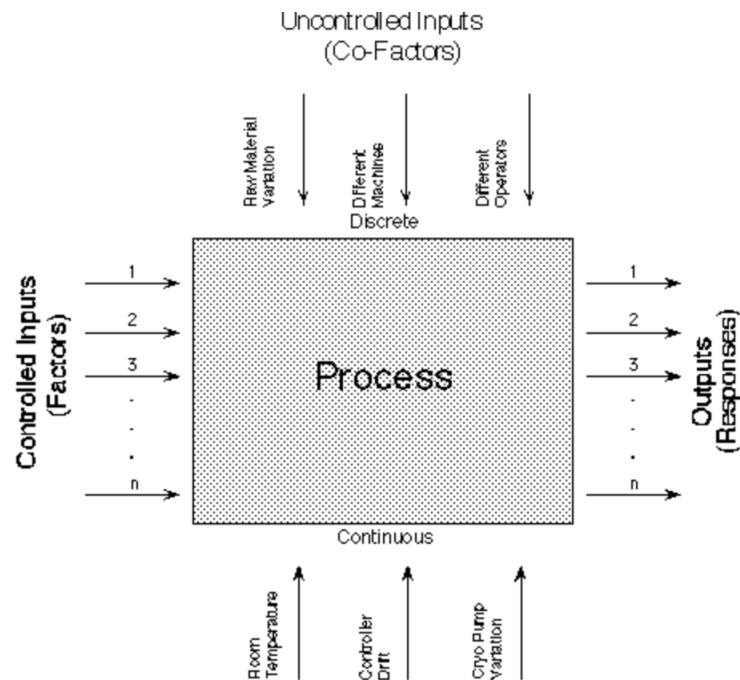 Uncontrolled Inputs
(Co-Factors)
Raw Material
Variation
Dfferent
Machines
Different
Operators
Discrete
Controlled Inputs
(Factors)
1
2
3
.
.
.
n
Process
1
2
3
.
.
.
n
Outputs
(Responses)
Continuous
Room
Temperature
Controller
Drift
Cryo Pump
Variation